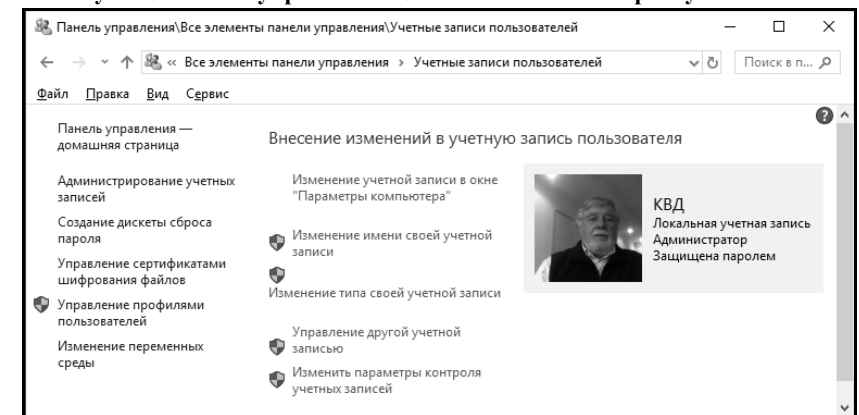 Панель управления\Все элементы панели управления\Учетные записи пользователей
« Все элементы панели управления › Учетные записи пользователей
Поиск в п...
Файл Правка Вид Сервис
Панель управления —
домашняя страница
Администрирование учетных
записей
Создание дискеты сброса
пароля
Управление сертификатами
шифрования файлов
Управление профилями
пользователей
Изменение переменных
среды
Внесение изменений в учетную запись пользователя
Изменение учетной записи в окне
"Параметры компьютера"
Изменение имени своей учетной
записи
Изменение типа своей учетной записи
Управление другой учетной
записью
Изменить параметры контроля
учетных записей
КВД
Локальная учетная запись
Администратор
Защищена паролем